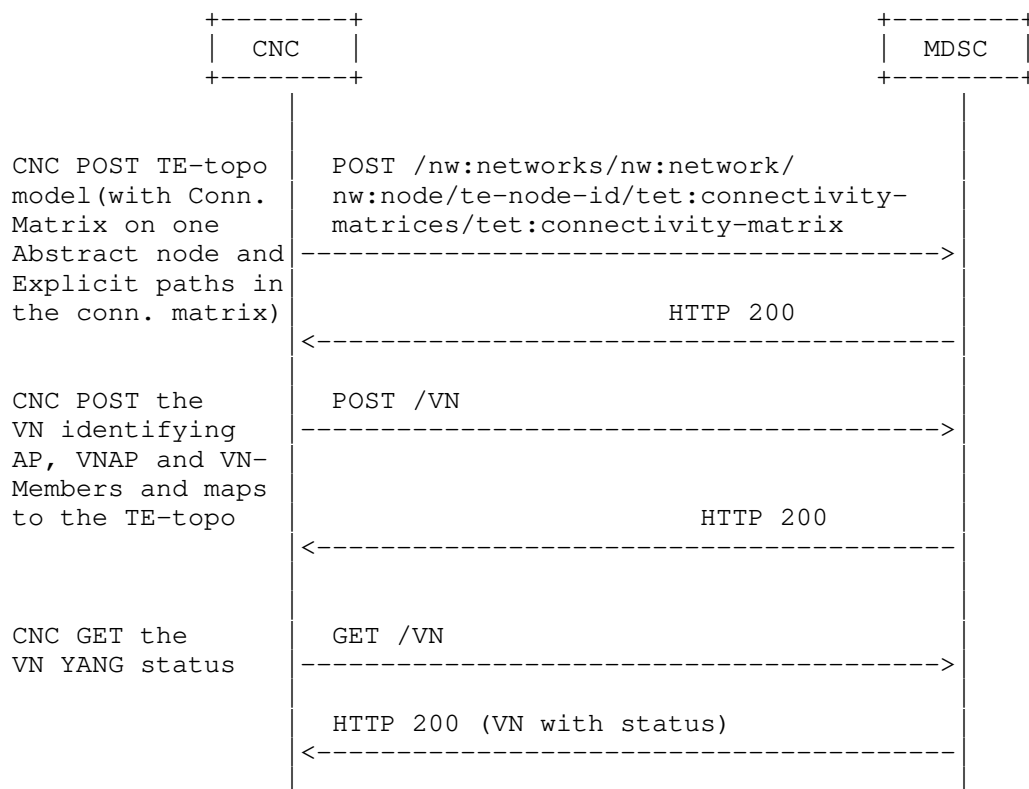 CNC
MDSC
CNC POST TE-topo
model(with Conn.
Matrix on one
Abstract node and
Explicit paths in
the conn. matrix)
POST /nw:networks/nw:network/
nw:node/te-node-id/tet:connectivity-
matrices/tet:connectivity-matrix
HTTP 200
CNC POST the
VN identifying
AP, VNAP and VN-
Members and maps
to the TE-topo
POST /VN
HTTP 200
CNC GET the
VN YANG status
GET /VN
HTTP 200 (VN with status)